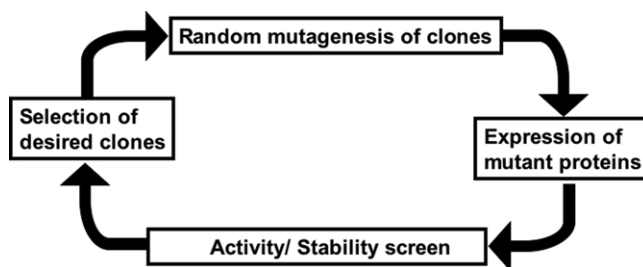 Random mutagenesis of clones
Selection of
desired clones
Expression of
mutant proteins
Activity/ Stability screen